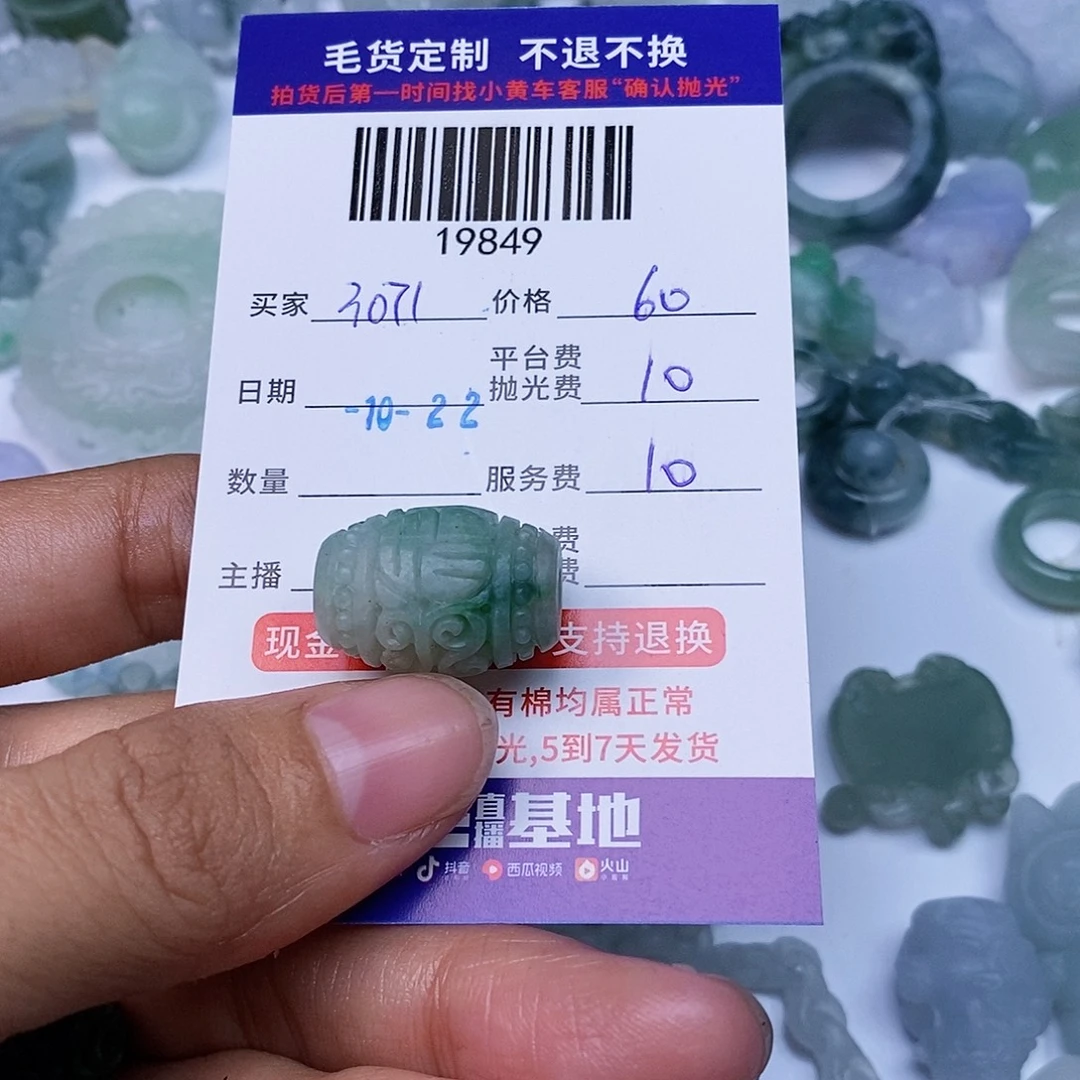 毛货定制 不退不换
拍货后第一时间找小黄车客服“确认抛光”
19849
买家 3071 价格 60
平台费
日期 -10-22 抛光费 10
数量 服务费 10
费
主播 费
现金 支持退换
有棉均属正常
光,5到7天发货
直播基地
抖音 西瓜视频 火山